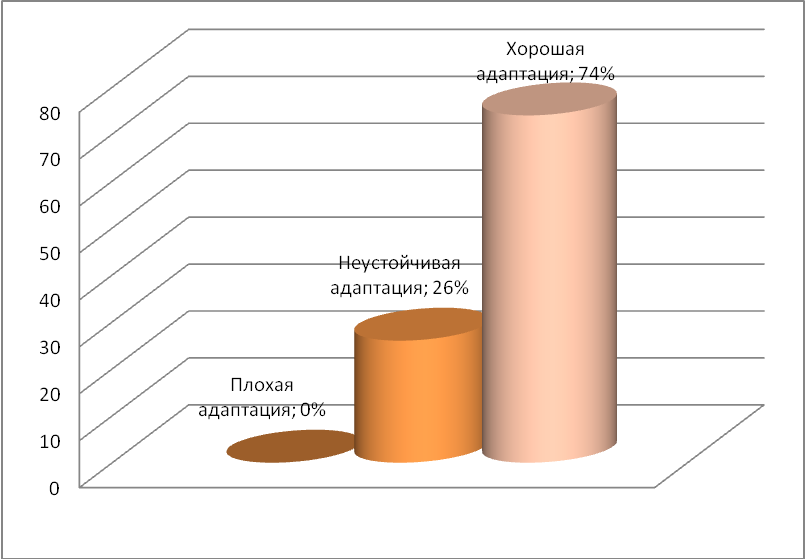 Хорошая
адаптация; 74%
80
70
60
50
Неустойчивая
адаптация; 26%
40
30
20
Плохая
адаптация; 0%
10
0